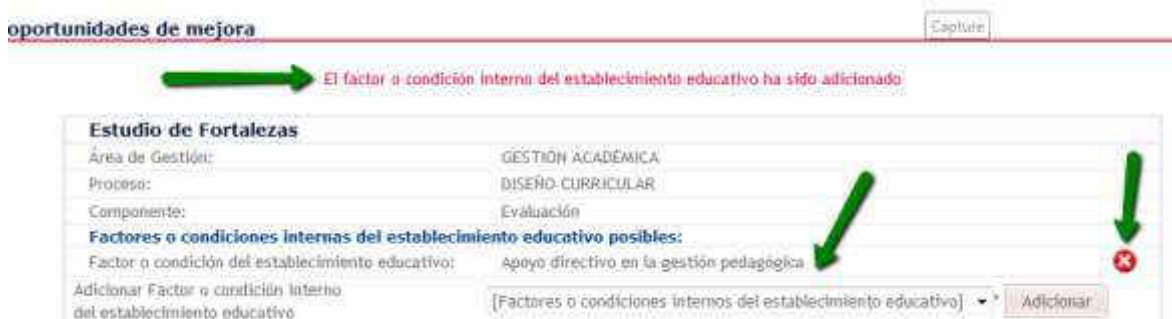 oportunidades de mejora
Capture
El factor o condición interno del establecimiento educativo ha sido adicionado
Estudio de Fortalezas
Área de Gestión: GESTIÓN ACADÉMICA
Proceso: DISEÑO CURRICULAR
Componente: Evaluación
Factores o condiciones internas del establecimiento educativo posibles:
Factor o condición del establecimiento educativo: Apoyo directivo en la gestión pedagógica
Adicionar Factor o condición interno
del establecimiento educativo
[Factores o condiciones internos del establecimiento educativo] * Adicionar